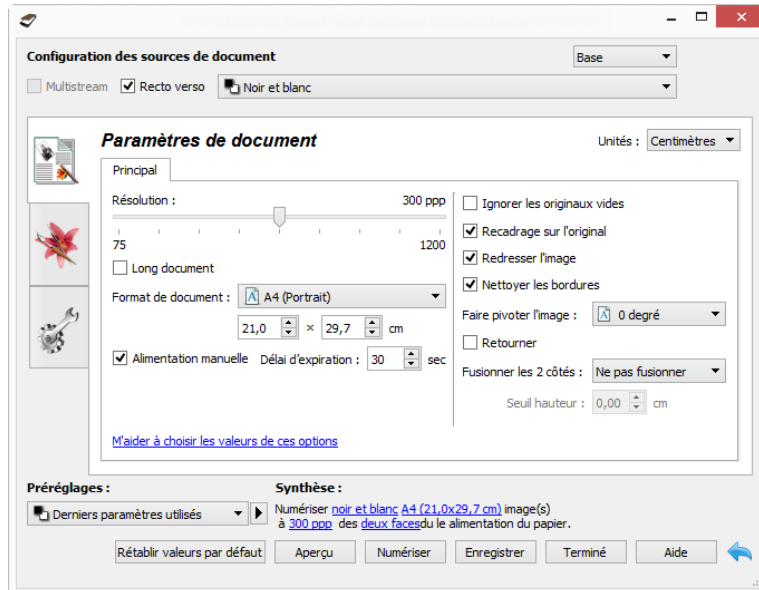 Configuration des sources de document
Base
Multistream
Recto verso
Noir et blanc
Paramètres de document
Unités :
Centimètres
Principal
Résolution :
300 ppp
75
1200
Long document
Format de document :
A4 (Portrait)
21,0 × 29,7 cm
Alimentation manuelle
Délai d'expiration : 30 sec
M'aider à choisir les valeurs de ces options
Ignorer les originaux vides
Recadrage sur l'original
Redresser l'image
Nettoyer les bordures
Faire pivoter l'image :
0 degré
Retourner
Fusionner les 2 côtés :
Ne pas fusionner
Seuil hauteur : 0,00 cm
Préréglages :
Derniers paramètres utilisés
Synthèse :
Numériser noir et blanc A4 (21,0x29,7 cm) image(s)
à 300 ppp des deux facesdu le alimentation du papier.
Rétablir valeurs par défaut
Aperçu
Numériser
Enregistrer
Terminé
Aide